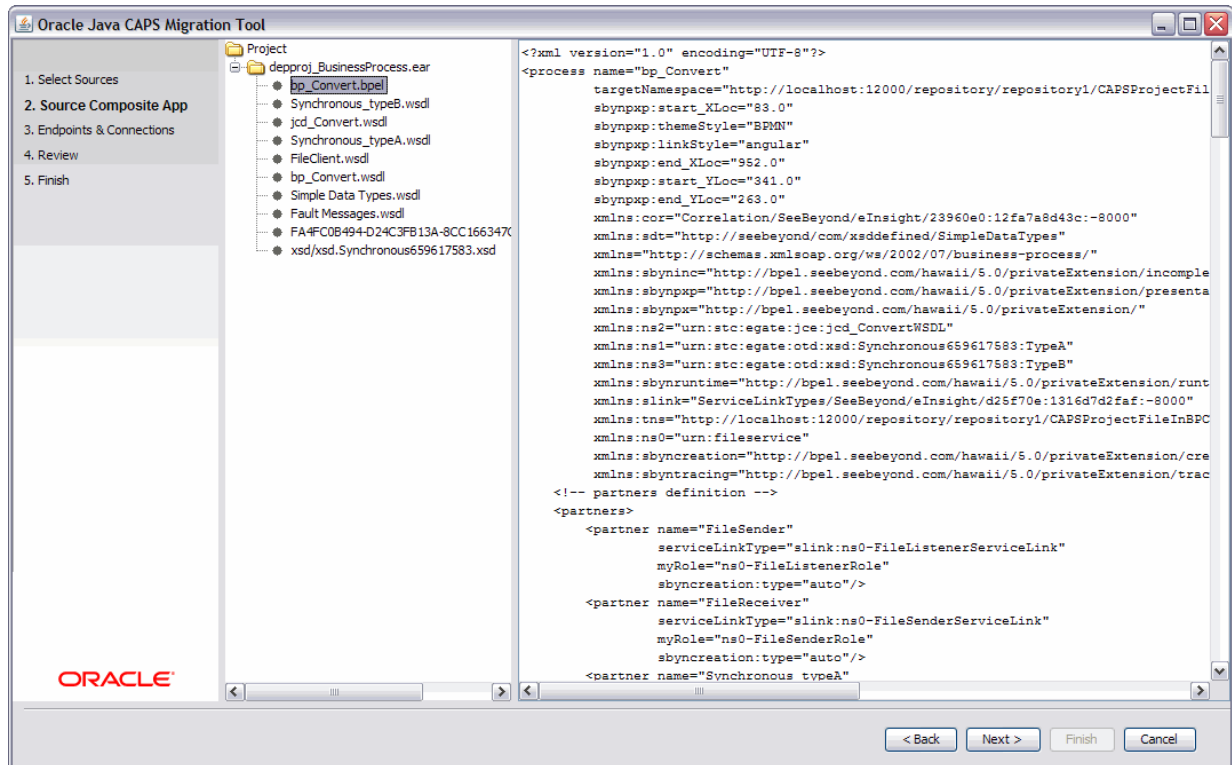 Oracle Java CAPS Migration Tool
1. Select Sources
2. Source Composite App
3. Endpoints & Connections
4. Review
5. Finish
ORACLE
Project
depproj_BusinessProcess.ear
bp_Convert.bpel
Synchronous_typeB.wsdl
jcd_Convert.wsdl
Synchronous_typeA.wsdl
FileClient.wsdl
bp_Convert.wsdl
Simple Data Types.wsdl
Fault Messages.wsdl
FA4FC0B494-D24C3FB13A-8CC166347C
xsd/xsd.Synchronous659617583.xsd
<?xml version="1.0" encoding="UTF-8"?>
<process name="bp_Convert"
targetNamespace="http://localhost:12000/repository/repository1/CAPSProjectFil
sbynpxp:start_XLoc="83.0"
sbynpxp:themeStyle="BPMN"
sbynpxp:linkStyle="angular"
sbynpxp:end_XLoc="952.0"
sbynpxp:start_YLoc="341.0"
sbynpxp:end_YLoc="263.0"
xmlns:cor="Correlation/SeeBeyond/eInsight/23960e0:12fa7a8d43c:-8000"
xmlns:sdt="http://seebeyond/com/xsddefined/SimpleDataTypes"
xmlns="http://schemas.xmlsoap.org/ws/2002/07/business-process/"
xmlns:sbyninc="http://bpel.seebeyond.com/hawaii/5.0/privateExtension/incomple
xmlns:sbynpxp="http://bpel.seebeyond.com/hawaii/5.0/privateExtension/presenta
xmlns:sbynpx="http://bpel.seebeyond.com/hawaii/5.0/privateExtension/"
xmlns:ns2="urn:stc:egate:jce:jcd_ConvertWSDL"
xmlns:ns1="urn:stc:egate:otd:xsd:Synchronous659617583:TypeA"
xmlns:ns3="urn:stc:egate:otd:xsd:Synchronous659617583:TypeB"
xmlns:sbynruntime="http://bpel.seebeyond.com/hawaii/5.0/privateExtension/runt
xmlns:slink="ServiceLinkTypes/SeeBeyond/eInsight/d25f70e:1316d7d2faf:-8000"
xmlns:tns="http://localhost:12000/repository/repository1/CAPSProjectFileInBPC
xmlns:ns0="urn:fileservice"
xmlns:sbyncreation="http://bpel.seebeyond.com/hawaii/5.0/privateExtension/cre
xmlns:sbyntracing="http://bpel.seebeyond.com/hawaii/5.0/privateExtension/trac
<!-- partners definition -->
<partners>
<partner name="FileSender"
serviceLinkType="slink:ns0-FileListenerServiceLink"
myRole="ns0-FileListenerRole"
sbyncreation:type="auto"/>
<partner name="FileReceiver"
serviceLinkType="slink:ns0-FileSenderServiceLink"
myRole="ns0-FileSenderRole"
sbyncreation:type="auto"/>
<partner name="Synchronous_typeA"
< Back
Next >
Finish
Cancel